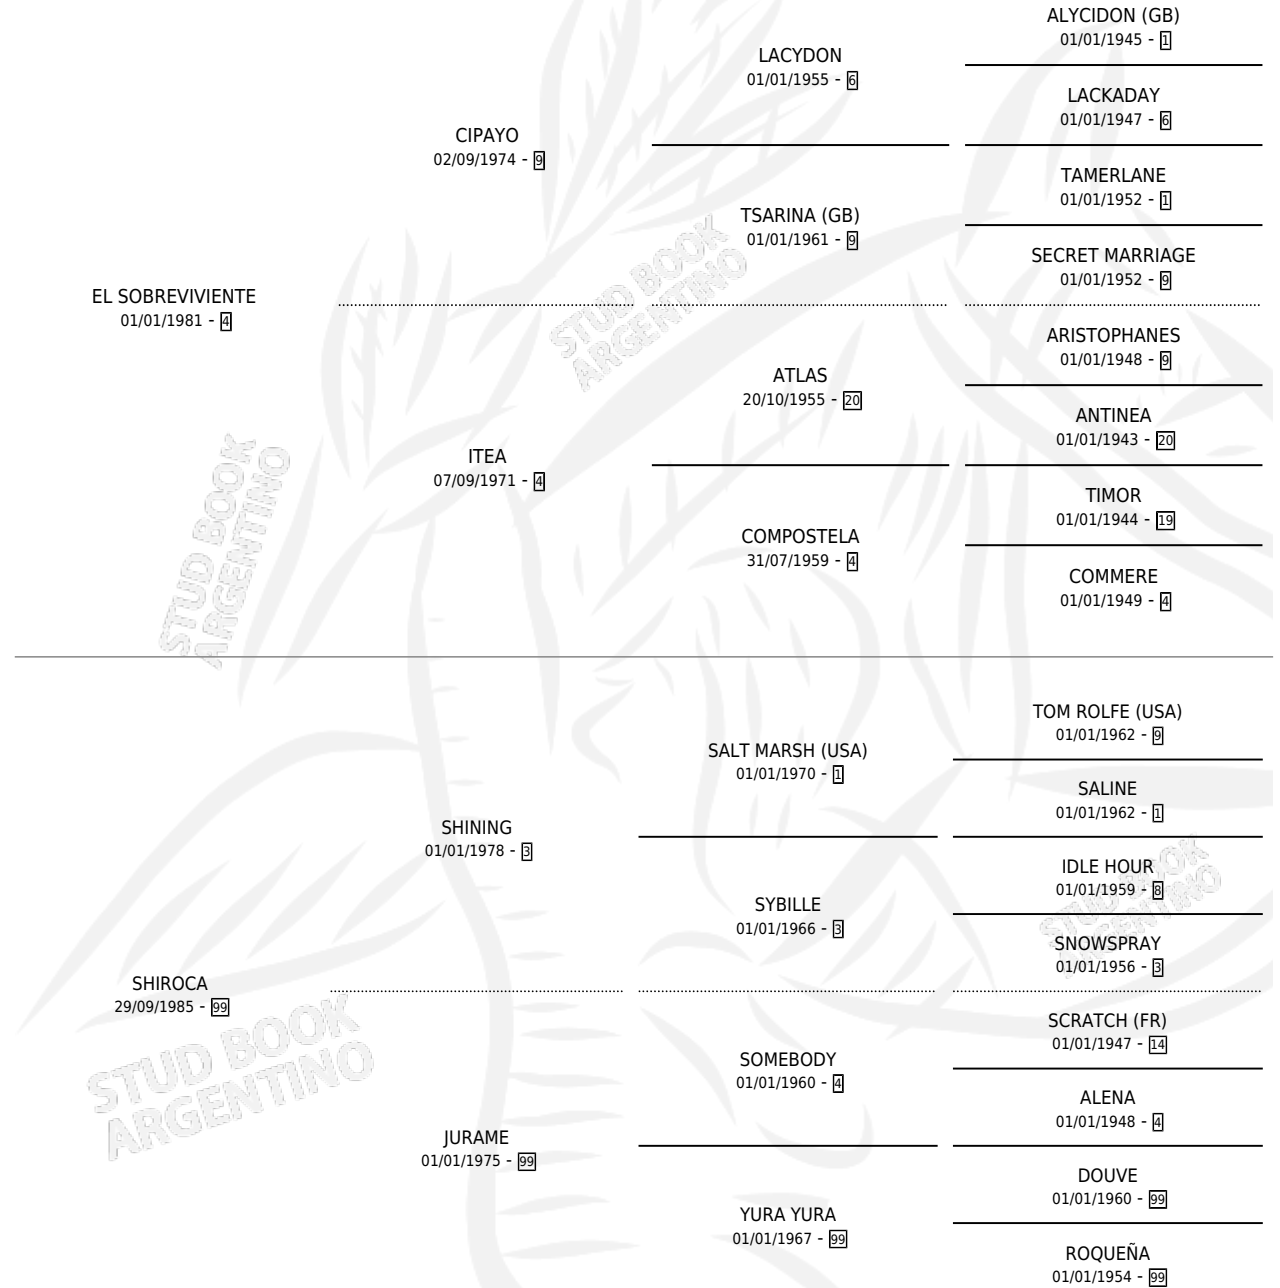 ALYCIDON (GB)
01/01/1945 - 1
LACYDON
01/01/1955 - 6
LACKADAY
01/01/1947 - 6
CIPAYO
02/09/1974 - 9
TAMERLANE
01/01/1952 - 1
TSARINA (GB)
01/01/1961 - 9
SECRET MARRIAGE
01/01/1952 - 9
EL SOBREVIVIENTE
01/01/1981 - 4
ARISTOPHANES
01/01/1948 - 9
ATLAS
20/10/1955 - 20
ANTINEA
01/01/1943 - 20
ITEA
07/09/1971 - 4
TIMOR
01/01/1944 - 19
COMPOSTELA
31/07/1959 - 4
COMMERE
01/01/1949 - 4
STUD BOOK
ARGENTINO
STUD BOOK
ARGENTINO
TOM ROLFE (USA)
01/01/1962 - 9
SALT MARSH (USA)
01/01/1970 - 1
SALINE
01/01/1962 - 1
SHINING
01/01/1978 - 3
IDLE HOUR
01/01/1959 - 8
SYBILLE
01/01/1966 - 3
SNOWSPRAY
01/01/1956 - 3
SHIROCA
29/09/1985 - 99
SCRATCH (FR)
01/01/1947 - 14
SOMEBODY
01/01/1960 - 4
ALENA
01/01/1948 - 4
JURAME
01/01/1975 - 99
DOUVE
01/01/1960 - 99
YURA YURA
01/01/1967 - 99
ROQUEÑA
01/01/1954 - 99
STUD BOOK
ARGENTINO
STUD BOOK
ARGENTINO